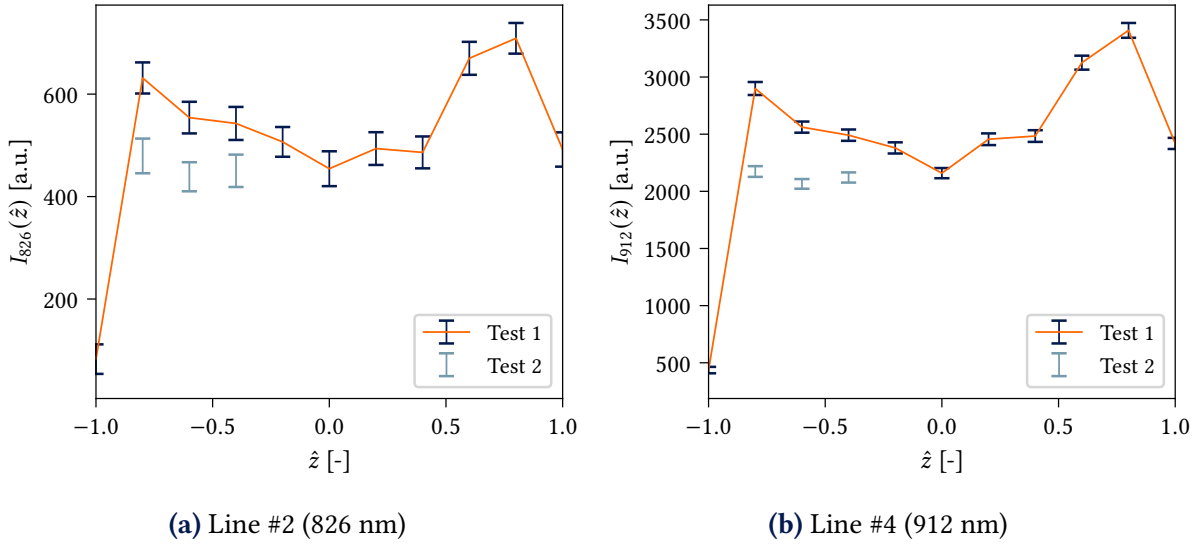 600
400
200
I₈₂₆(ẑ) [a.u.]
−1.0 −0.5 0.0 0.5 1.0
ẑ [-]
Test 1
Test 2
(a) Line #2 (826 nm)
3500
3000
2500
2000
1500
1000
500
I₉₁₂(ẑ) [a.u.]
−1.0 −0.5 0.0 0.5 1.0
ẑ [-]
Test 1
Test 2
(b) Line #4 (912 nm)